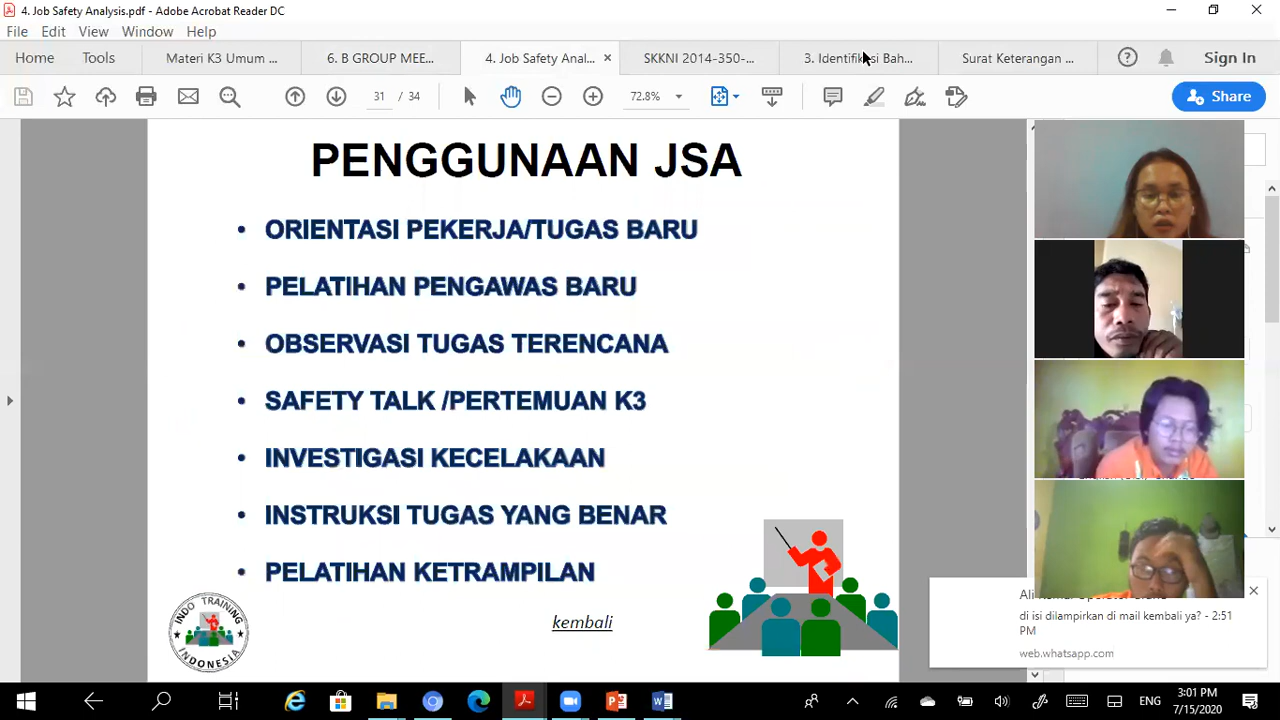 4. Job Safety Analysis.pdf - Adobe Acrobat Reader DC
File Edit View Window Help
Home Tools Materi K3 Umum ... 6. B GROUP MEE... 4. Job Safety Anal... SKKNI 2014-350-... 3. Identifikasi Bah... Surat Keterangan ... Sign In
31 / 34 72.8% Share
PENGGUNAAN JSA
• ORIENTASI PEKERJA/TUGAS BARU
• PELATIHAN PENGAWAS BARU
• OBSERVASI TUGAS TERENCANA
• SAFETY TALK /PERTEMUAN K3
• INVESTIGASI KECELAKAAN
• INSTRUKSI TUGAS YANG BENAR
• PELATIHAN KETRAMPILAN
INDO TRAINING
INDONESIA
kembali
di isi dilampirkan di mail kembali ya? - 2:51
PM
web.whatsapp.com
ENG
3:01 PM
7/15/2020